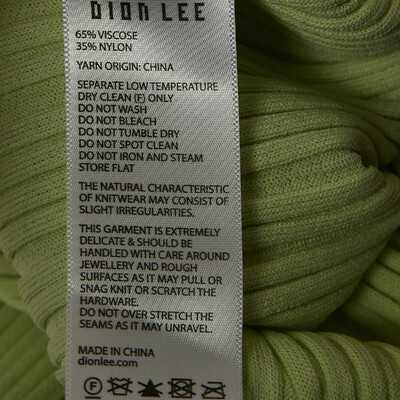 DION LEE
65% VISCOSE
35% NYLON
YARN ORIGIN: CHINA
SEPARATE LOW TEMPERATURE
DRY CLEAN (F) ONLY
DO NOT WASH
DO NOT BLEACH
DO NOT TUMBLE DRY
DO NOT SPOT CLEAN
DO NOT IRON AND STEAM
STORE FLAT
THE NATURAL CHARACTERISTIC
OF KNITWEAR MAY CONSIST OF
SLIGHT IRREGULARITIES.
THIS GARMENT IS EXTREMELY
DELICATE & SHOULD BE
HANDLED WITH CARE AROUND
JEWELLERY AND ROUGH
SURFACES AS IT MAY PULL OR
SNAG KNIT OR SCRATCH THE
HARDWARE.
DO NOT OVER STRETCH THE
SEAMS AS IT MAY UNRAVEL.
MADE IN CHINA
dionlee.com
F